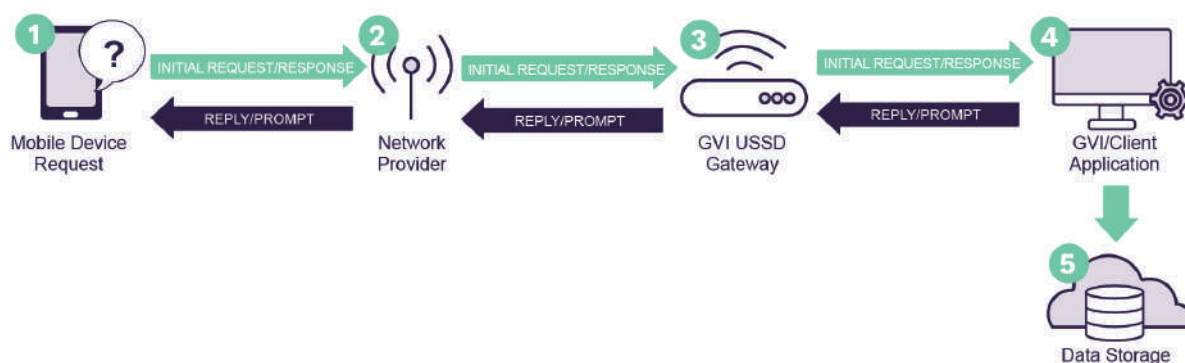 1
?
2
3
4
INITIAL REQUEST/RESPONSE
INITIAL REQUEST/RESPONSE
INITIAL REQUEST/RESPONSE
REPLY/PROMPT
REPLY/PROMPT
REPLY/PROMPT
Mobile Device
Request
Network
Provider
GVI USSD
Gateway
GVI/Client
Application
5
Data Storage